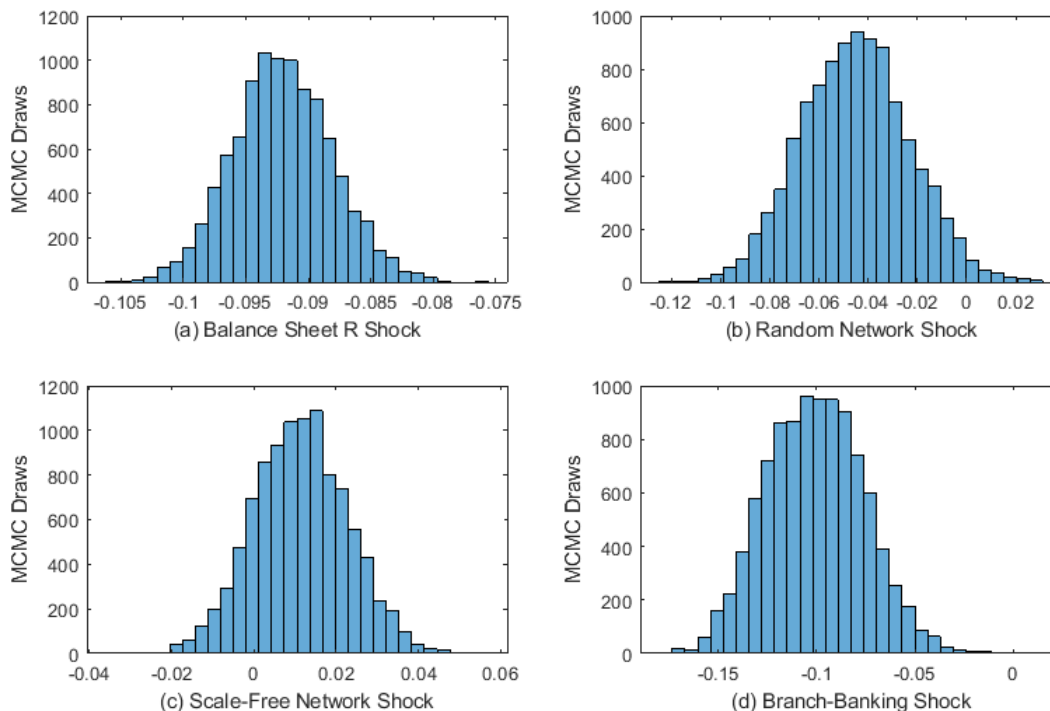 1200
1000
800
600
400
200
0
MCMC Draws
-0.105 -0.1 -0.095 -0.09 -0.085 -0.08 -0.075
(a) Balance Sheet R Shock
1000
800
600
400
200
0
MCMC Draws
-0.12 -0.1 -0.08 -0.06 -0.04 -0.02 0 0.02
(b) Random Network Shock
1200
1000
800
600
400
200
0
MCMC Draws
-0.04 -0.02 0 0.02 0.04 0.06
(c) Scale-Free Network Shock
1000
800
600
400
200
0
MCMC Draws
-0.15 -0.1 -0.05 0
(d) Branch-Banking Shock